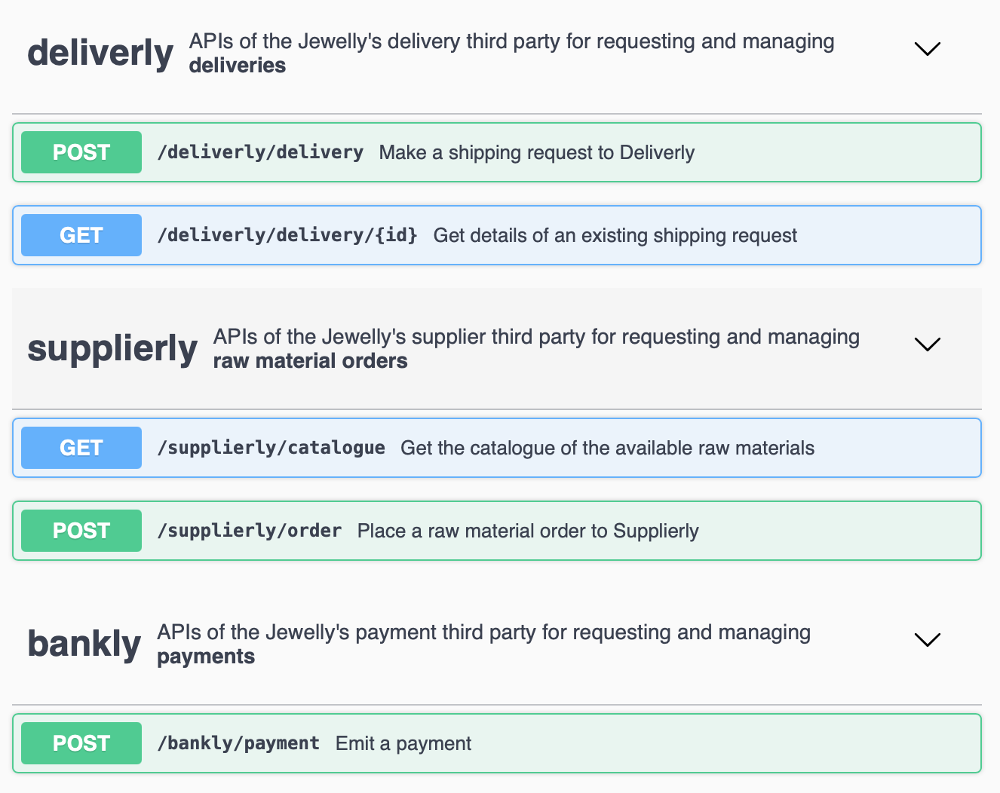 deliverly APIs of the Jewelly's delivery third party for requesting and managing
deliveries
POST /deliverly/delivery Make a shipping request to Deliverly
GET /deliverly/delivery/{id} Get details of an existing shipping request
supplierly APIs of the Jewelly's supplier third party for requesting and managing
raw material orders
GET /supplierly/catalogue Get the catalogue of the available raw materials
POST /supplierly/order Place a raw material order to Supplierly
bankly APIs of the Jewelly's payment third party for requesting and managing
payments
POST /bankly/payment Emit a payment